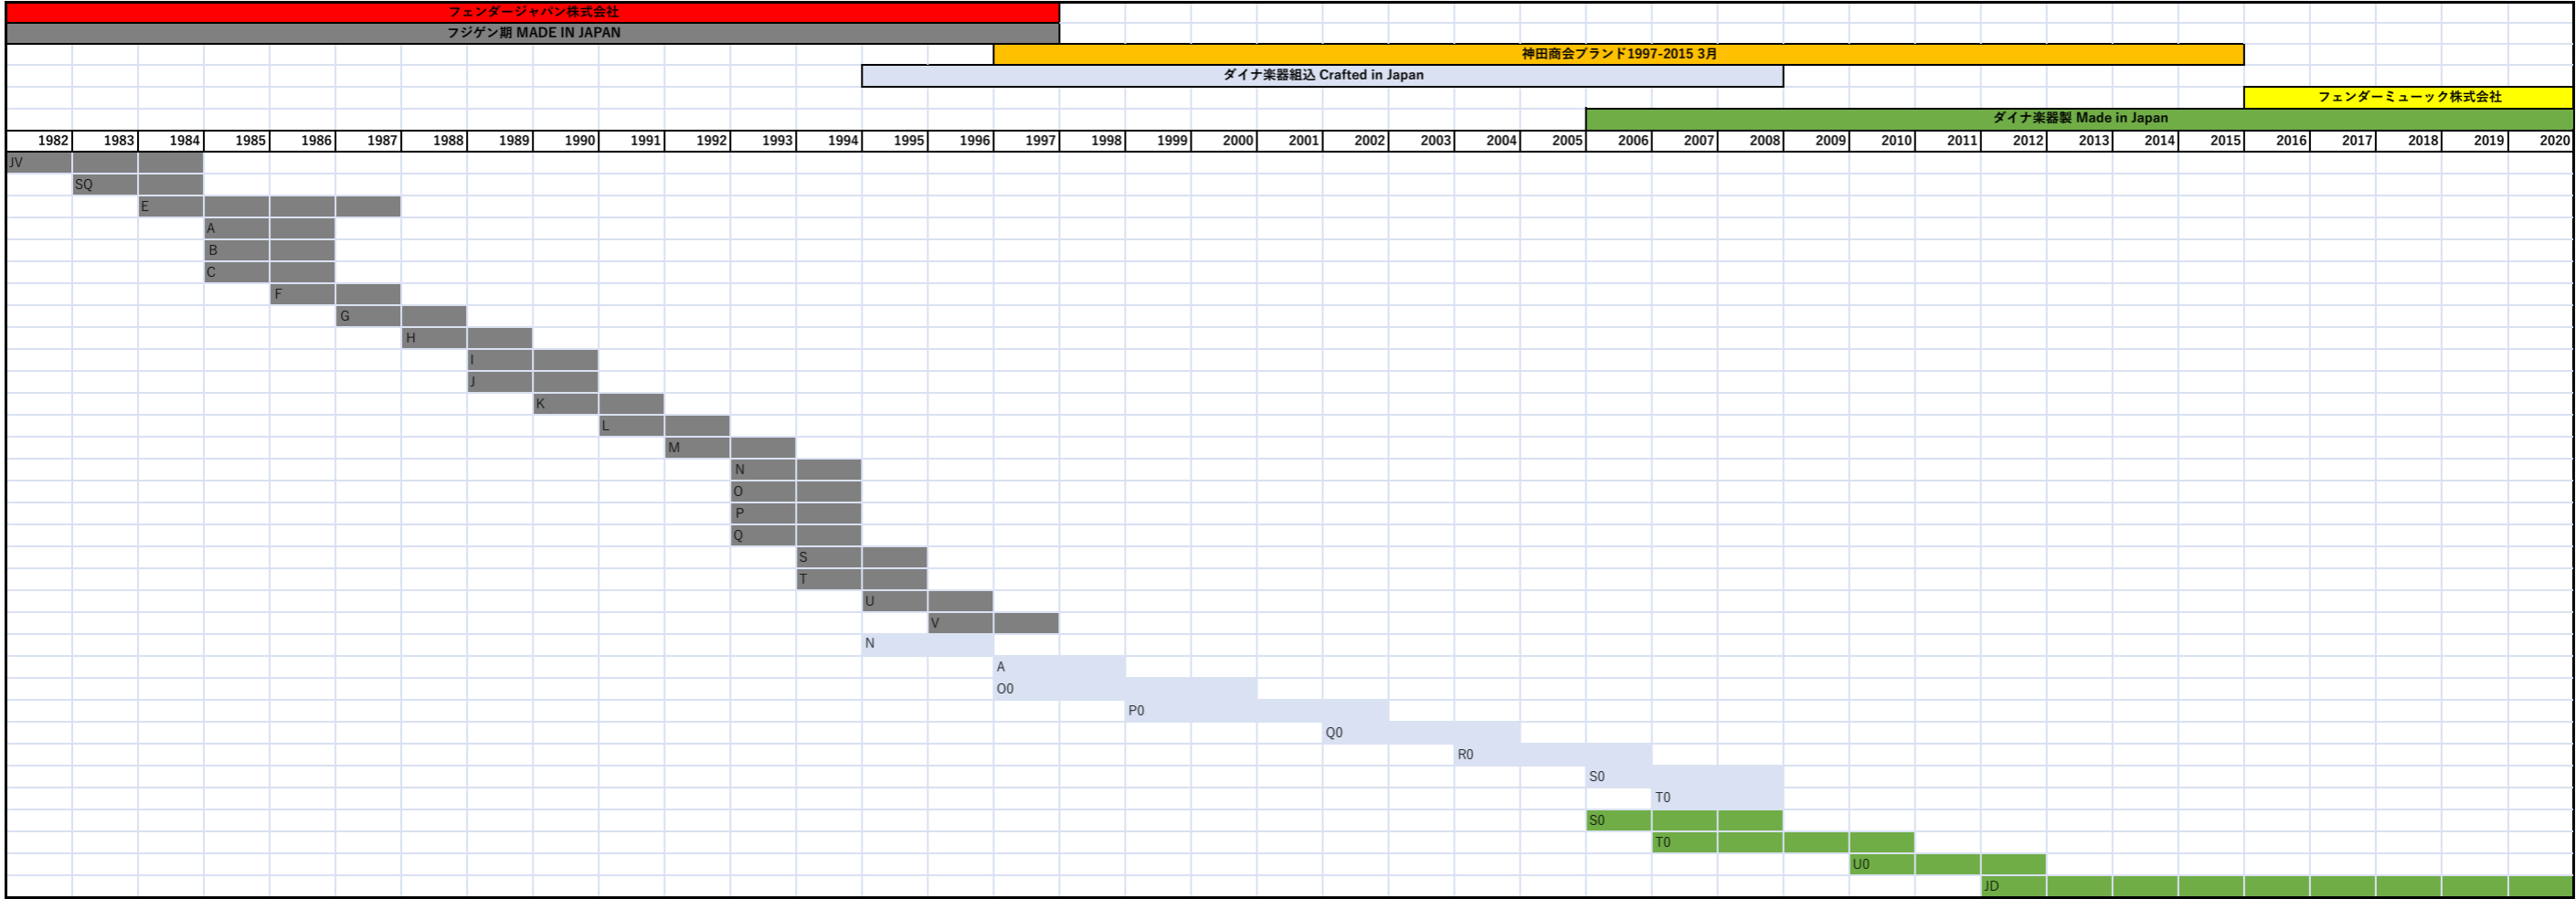 フェンダージャパン株式会社
フジゲン期 MADE IN JAPAN
神田商会ブランド1997-2015 3月
ダイナ楽器組込 Crafted in Japan
フェンダーミューック株式会社
ダイナ楽器製 Made in Japan
1982 1983 1984 1985 1986 1987 1988 1989 1990 1991 1992 1993 1994 1995 1996 1997 1998 1999 2000 2001 2002 2003 2004 2005 2006 2007 2008 2009 2010 2011 2012 2013 2014 2015 2016 2017 2018 2019 2020
JV
SQ
E
A
B
C
F
G
H
I
J
K
L
M
N
O
P
Q
S
T
U
V
N
A
O0
P0
Q0
R0
S0
T0
S0
T0
U0
JD